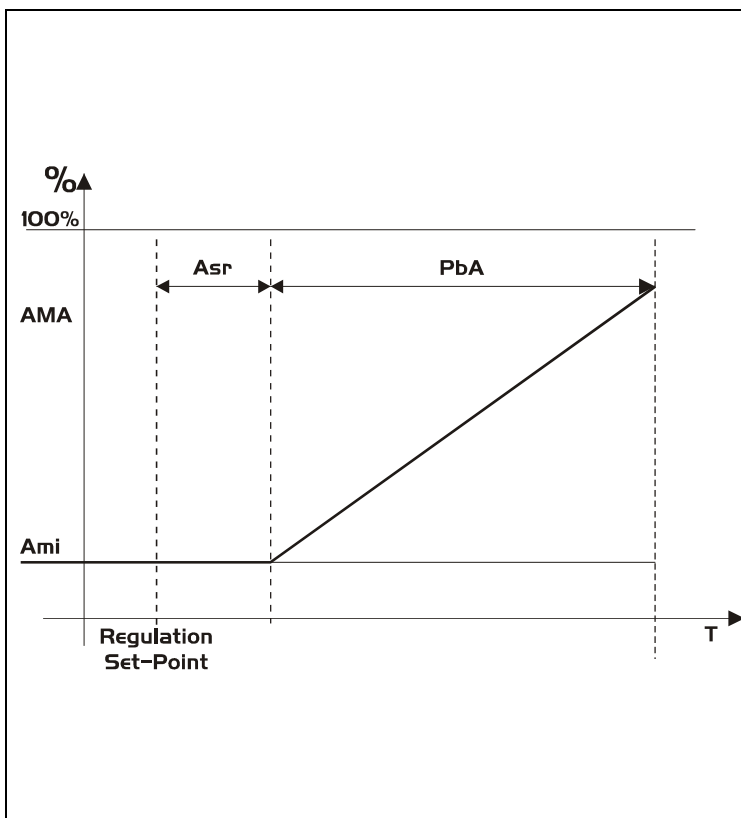 %
100%
Asr
PbA
AMA
Ami
T
Regulation
Set-Point